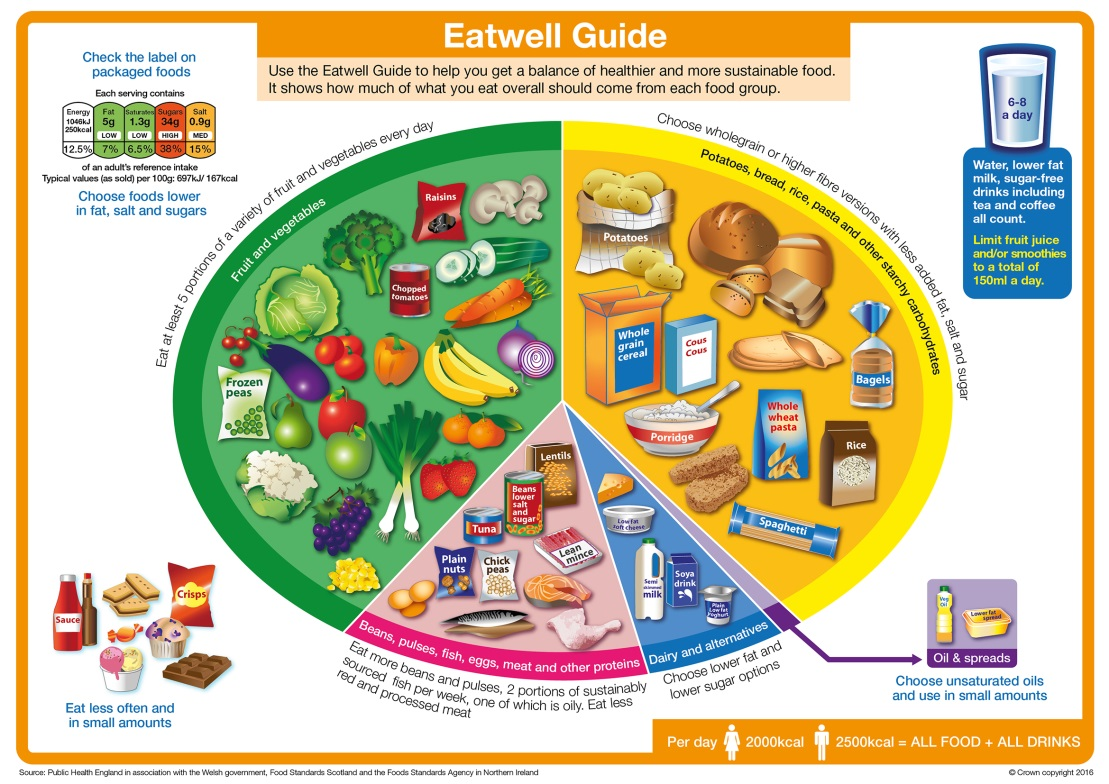 Eatwell Guide
Use the Eatwell Guide to help you get a balance of healthier and more sustainable food.
It shows how much of what you eat overall should come from each food group.
Check the label on
packaged foods
Each serving contains
Energy
1046kJ
250kcal
12.5%
Fat
5g
LOW
7%
Saturates
1.3g
LOW
6.5%
Sugars
34g
HIGH
38%
Salt
0.9g
MED
15%
of an adult's reference intake
Typical values (as sold) per 100g: 697kJ/ 167kcal
Choose foods lower
in fat, salt and sugars
6-8
a day
Water, lower fat
milk, sugar-free
drinks including
tea and coffee
all count.
Limit fruit juice
and/or smoothies
to a total of
150ml a day.
Eat at least 5 portions of a variety of fruit and vegetables every day
Fruit and vegetables
Raisins
Chopped
tomatoes
Frozen
peas
Choose wholegrain or higher fibre versions with less added fat, salt and sugar
Potatoes, bread, rice, pasta and other starchy carbohydrates
Potatoes
Whole
grain
cereal
Cous
Cous
Bagels
Porridge
Whole
wheat
pasta
Rice
Spaghetti
Lentils
Beans
lower
salt
and
sugar
Tuna
Plain
nuts
Chick
peas
Lean
mince
Beans, pulses, fish, eggs, meat and other proteins
Eat more beans and pulses, 2 portions of sustainably
sourced fish per week, one of which is oily. Eat less
red and processed meat
Low fat
soft cheese
Semi
skimmed
milk
Soya
drink
Plain
Low fat
Yoghurt
Dairy and alternatives
Choose lower fat and
lower sugar options
Sauce
Crisps
Eat less often and
in small amounts
Veg
Oil
Lower fat
spread
Oil & spreads
Choose unsaturated oils
and use in small amounts
Per day 2000kcal 2500kcal = ALL FOOD + ALL DRINKS
Source: Public Health England in association with the Welsh government, Food Standards Scotland and the Foods Standards Agency in Northern Ireland
© Crown copyright 2016